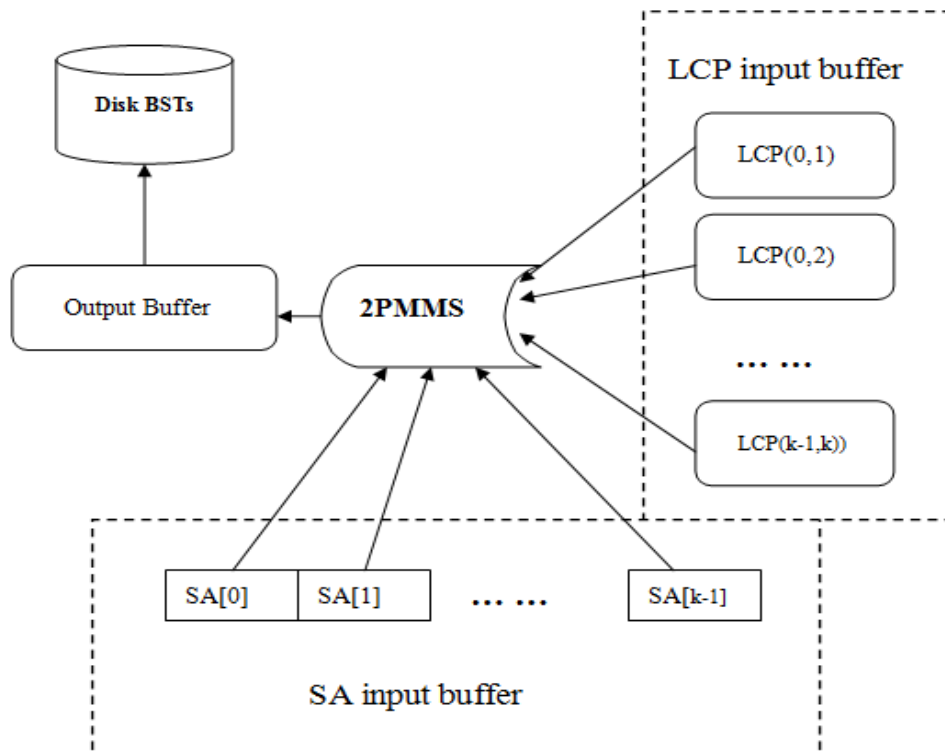 LCP input buffer
Disk BSTs
LCP(0,1)
LCP(0,2)
Output Buffer
2PMMS
... ...
LCP(k-1,k))
SA[0]
SA[1]
... ...
SA[k-1]
SA input buffer